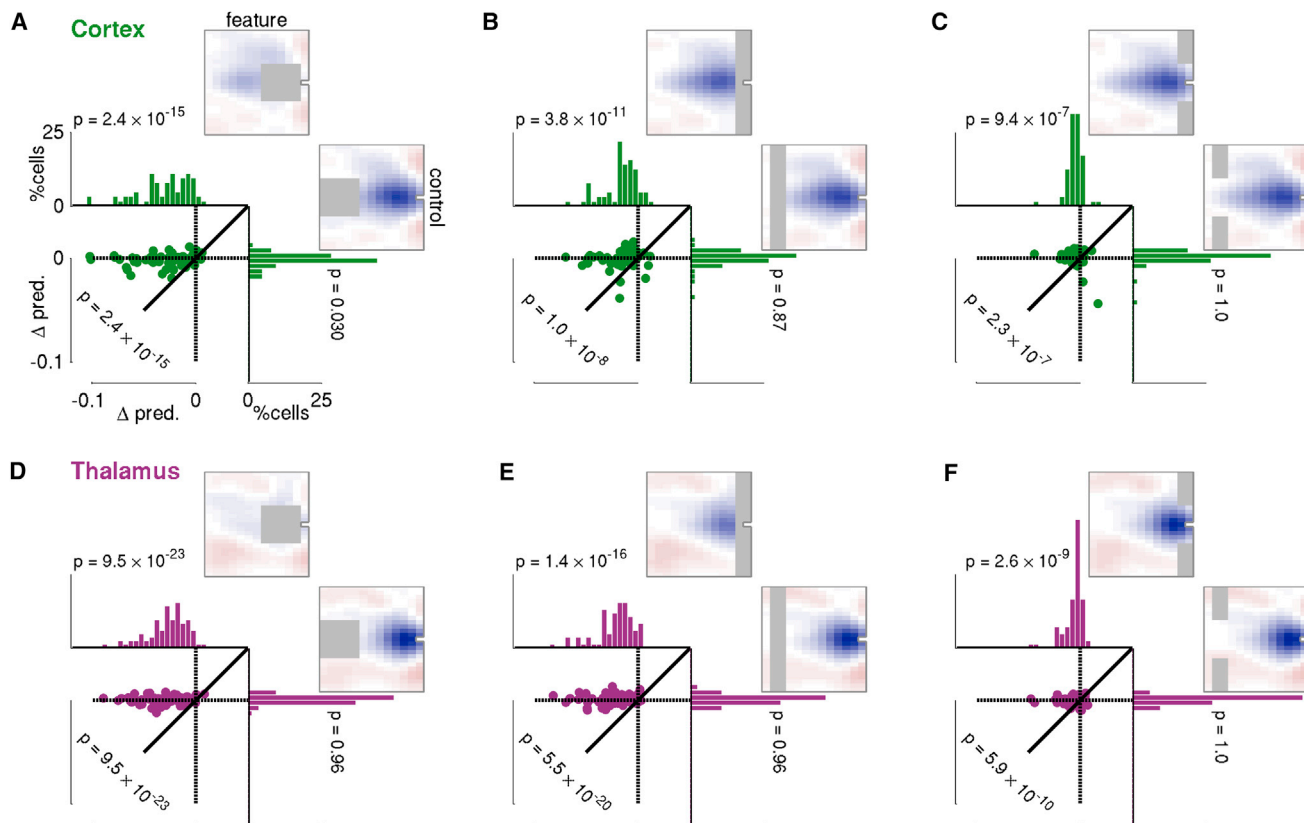 A
Cortex
feature
p = 2.4 × 10-15
25
%cells
0
control
0
Δ pred.
-0.1
p = 2.4 × 10-15
p = 0.030
-0.1
Δ pred.
0
0
%cells
25
B
p = 3.8 × 10-11
p = 1.0 × 10-8
p = 0.87
C
p = 9.4 × 10-7
p = 2.3 × 10-7
p = 1.0
D
Thalamus
p = 9.5 × 10-23
p = 9.5 × 10-23
p = 0.96
E
p = 1.4 × 10-16
p = 5.5 × 10-20
p = 0.96
F
p = 2.6 × 10-9
p = 5.9 × 10-10
p = 1.0